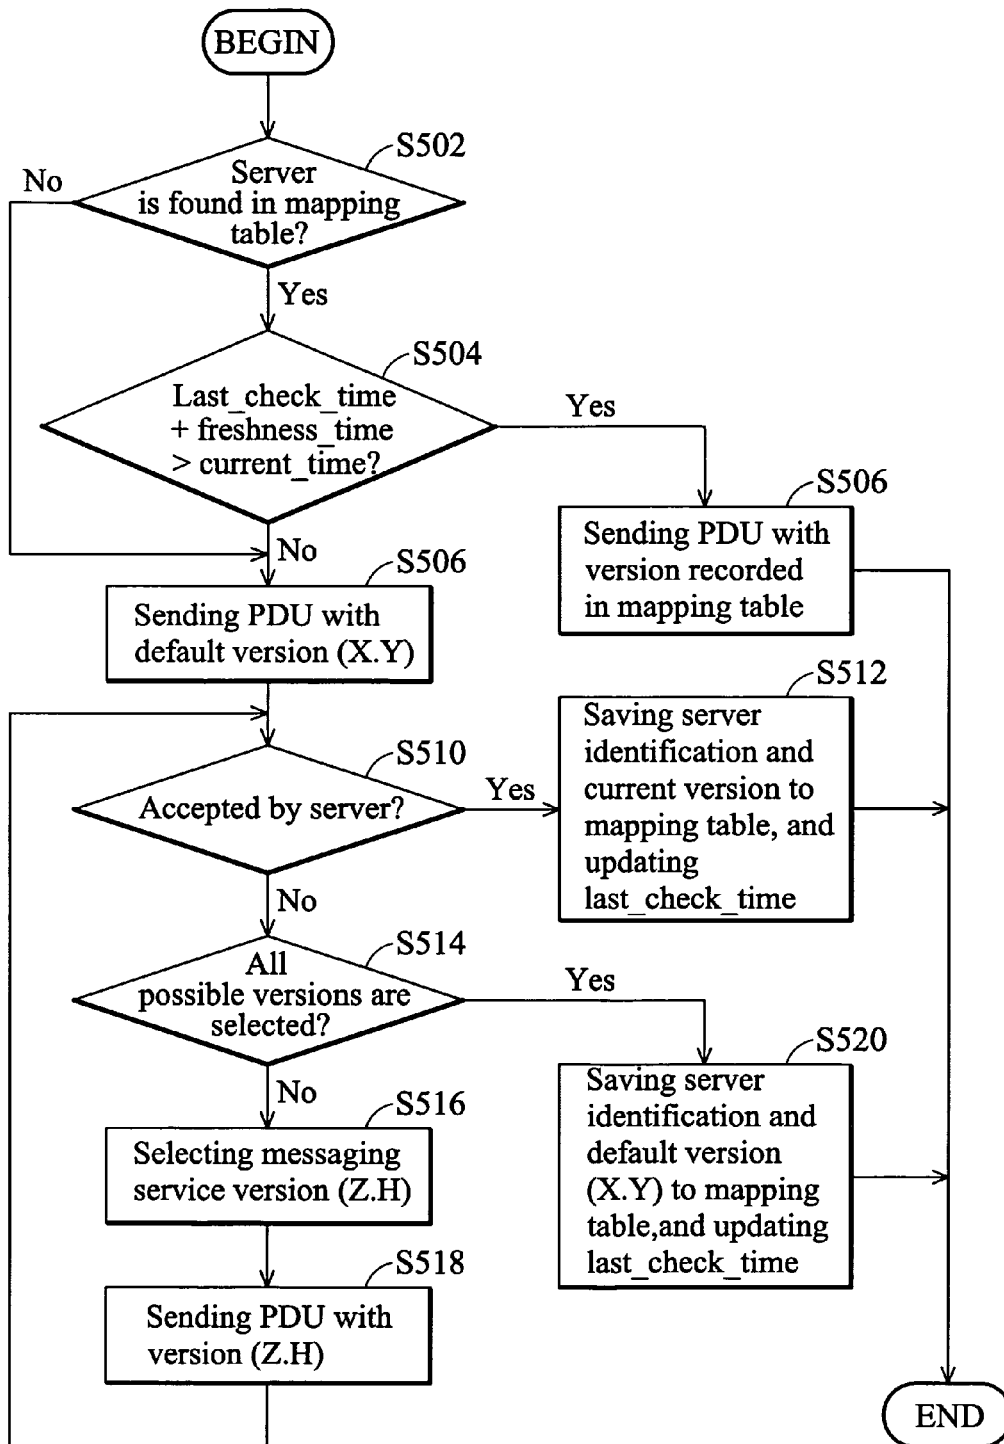 BEGIN
S502
No
Server
is found in mapping
table?
Yes
S504
Last_check_time
+ freshness_time
> current_time?
Yes
S506
Sending PDU with
version recorded
in mapping table
No
S506
Sending PDU with
default version (X.Y)
S512
Saving server
identification and
current version to
mapping table, and
updating
last_check_time
S510
Accepted by server?
Yes
No
S514
All
possible versions are
selected?
Yes
S520
Saving server
identification and
default version
(X.Y) to mapping
table,and updating
last_check_time
No
S516
Selecting messaging
service version (Z.H)
S518
Sending PDU with
version (Z.H)
END